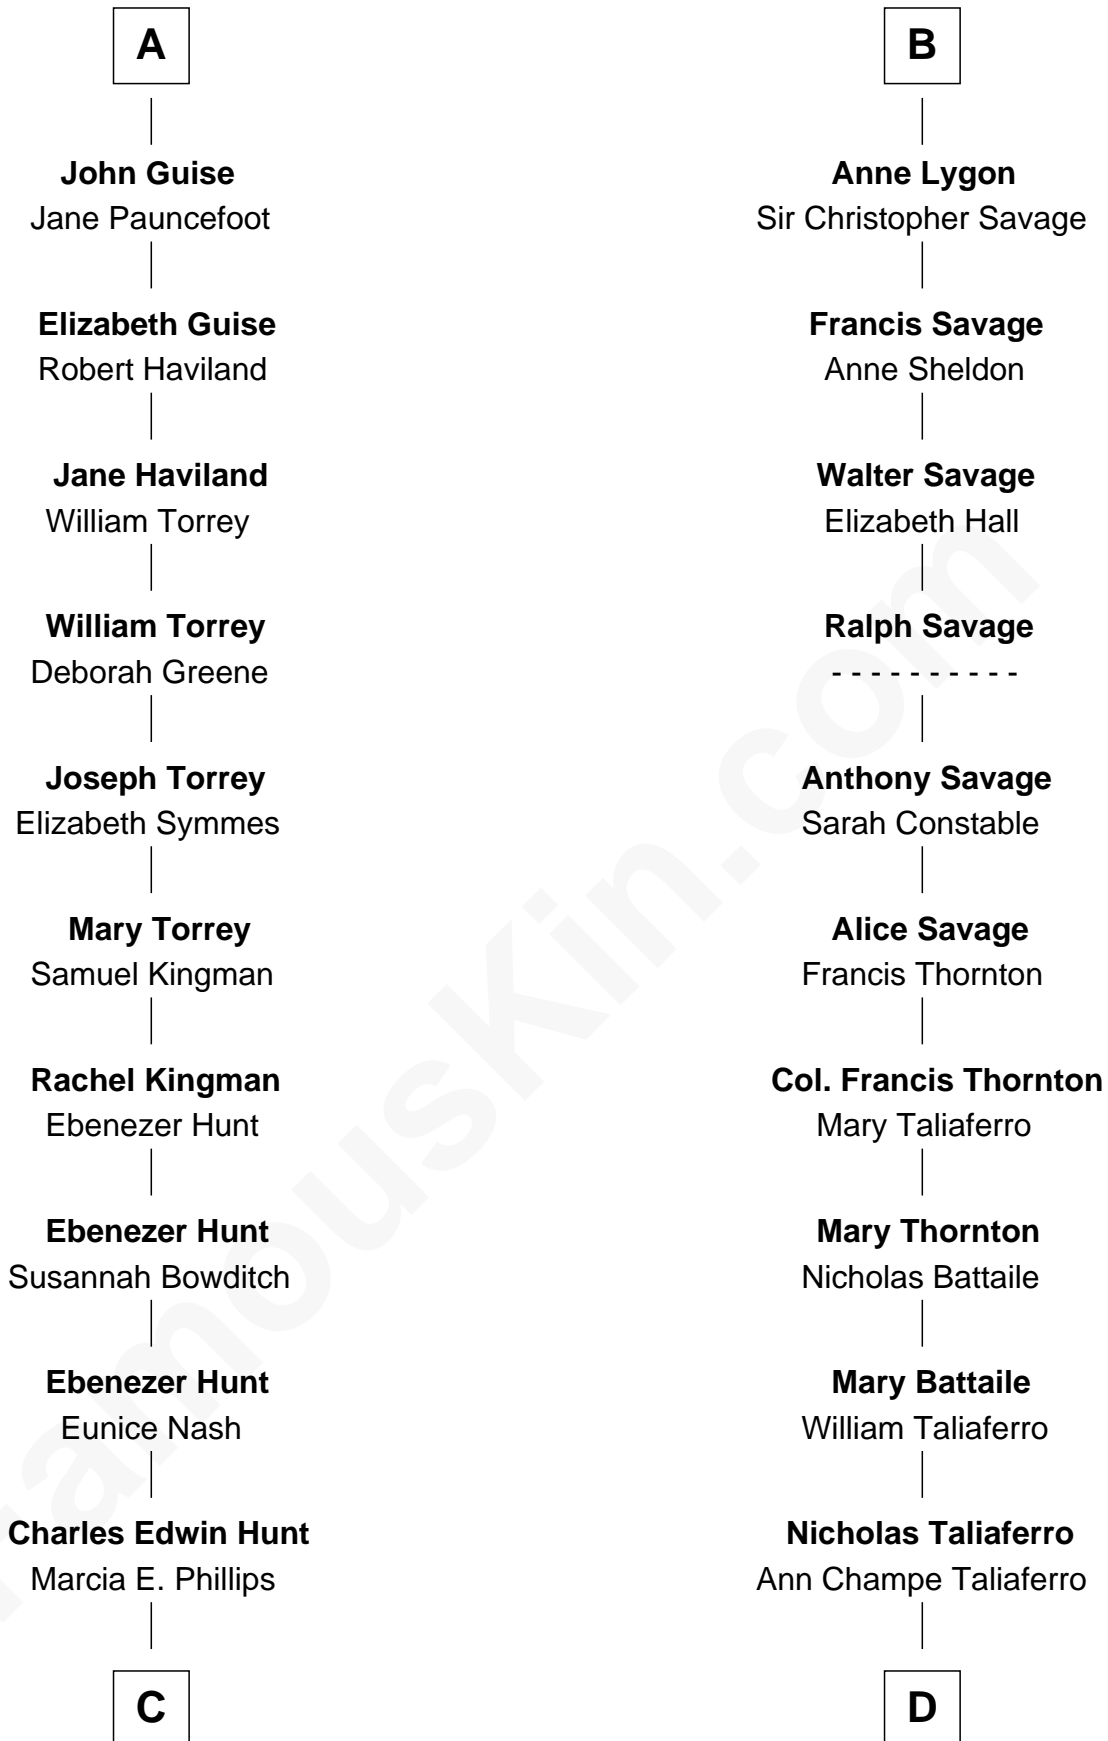 A
John Guise
Jane Pauncefoot
Elizabeth Guise
Robert Haviland
Jane Haviland
William Torrey
William Torrey
Deborah Greene
Joseph Torrey
Elizabeth Symmes
Mary Torrey
Samuel Kingman
Rachel Kingman
Ebenezer Hunt
Ebenezer Hunt
Susannah Bowditch
Ebenezer Hunt
Eunice Nash
Charles Edwin Hunt
Marcia E. Phillips
C
B
Anne Lygon
Sir Christopher Savage
Francis Savage
Anne Sheldon
Walter Savage
Elizabeth Hall
Ralph Savage
- - - - - - - - - -
Anthony Savage
Sarah Constable
Alice Savage
Francis Thornton
Col. Francis Thornton
Mary Taliaferro
Mary Thornton
Nicholas Battaile
Mary Battaile
William Taliaferro
Nicholas Taliaferro
Ann Champe Taliaferro
D
FamousKin.com